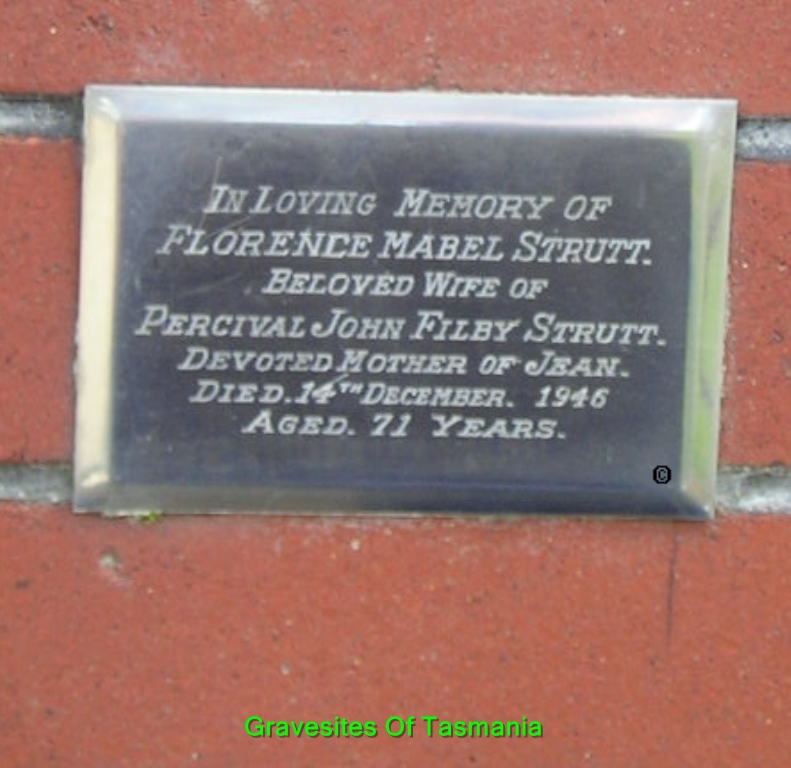 In Loving Memory of
Florence Mabel Strutt.
Beloved Wife of
Percival John Filby Strutt.
Devoted Mother of Jean.
Died. 14th December. 1946
Aged. 71 Years.
©
Gravesites Of Tasmania